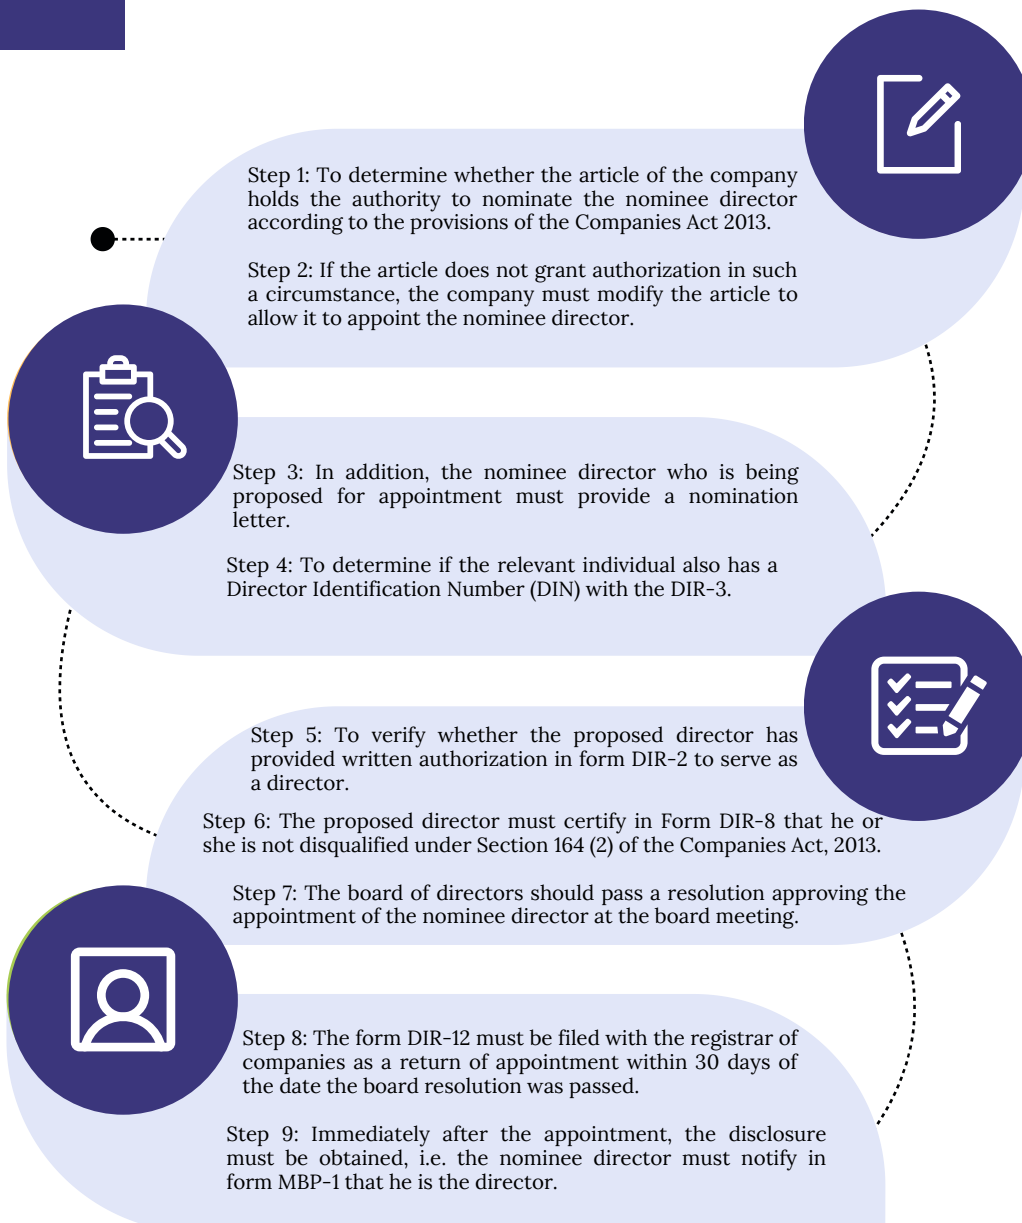 Step 1: To determine whether the article of the company
holds the authority to nominate the nominee director
according to the provisions of the Companies Act 2013.
Step 2: If the article does not grant authorization in such
a circumstance, the company must modify the article to
allow it to appoint the nominee director.
Step 3: In addition, the nominee director who is being
proposed for appointment must provide a nomination
letter.
Step 4: To determine if the relevant individual also has a
Director Identification Number (DIN) with the DIR-3.
Step 5: To verify whether the proposed director has
provided written authorization in form DIR-2 to serve as
a director.
Step 6: The proposed director must certify in Form DIR-8 that he or
she is not disqualified under Section 164 (2) of the Companies Act, 2013.
Step 7: The board of directors should pass a resolution approving the
appointment of the nominee director at the board meeting.
Step 8: The form DIR-12 must be filed with the registrar of
companies as a return of appointment within 30 days of
the date the board resolution was passed.
Step 9: Immediately after the appointment, the disclosure
must be obtained, i.e. the nominee director must notify in
form MBP-1 that he is the director.